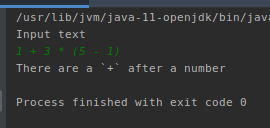 /usr/lib/jvm/java-11-openjdk/bin/java
Input text
1 + 3 * (5 - 1)
There are a `+` after a number
Process finished with exit code 0